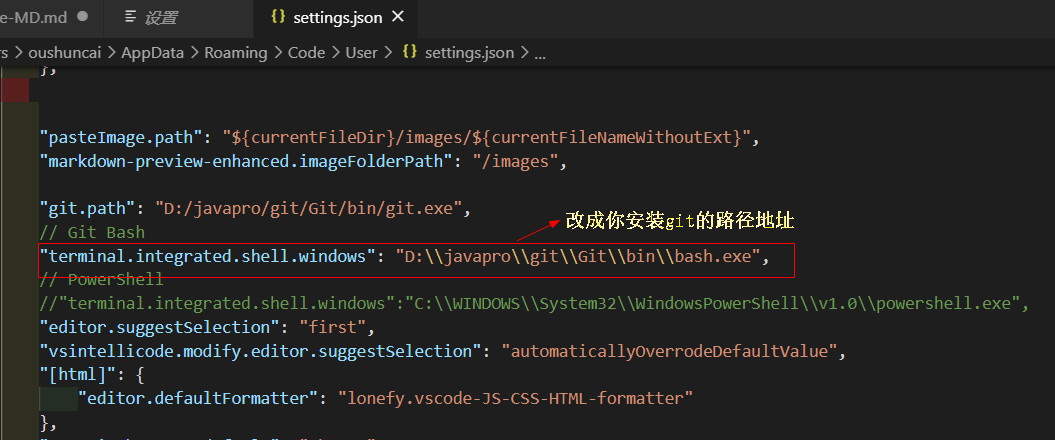 e-MD.md 设置 settings.json
rs > oushuncai > AppData > Roaming > Code > User > {} settings.json > ...
},
"pasteImage.path": "${currentFileDir}/images/${currentFileNameWithoutExt}",
"markdown-preview-enhanced.imageFolderPath": "/images",
"git.path": "D:/javapro/git/Git/bin/git.exe",
改成你安装git的路径地址
// Git Bash
"terminal.integrated.shell.windows": "D:\\javapro\\git\\Git\\bin\\bash.exe",
// PowerShell
//"terminal.integrated.shell.windows":"C:\\WINDOWS\\System32\\WindowsPowerShell\\v1.0\\powershell.exe",
"editor.suggestSelection": "first",
"vsintellicode.modify.editor.suggestSelection": "automaticallyOverrodeDefaultValue",
"[html]": {
"editor.defaultFormatter": "lonefy.vscode-JS-CSS-HTML-formatter"
},